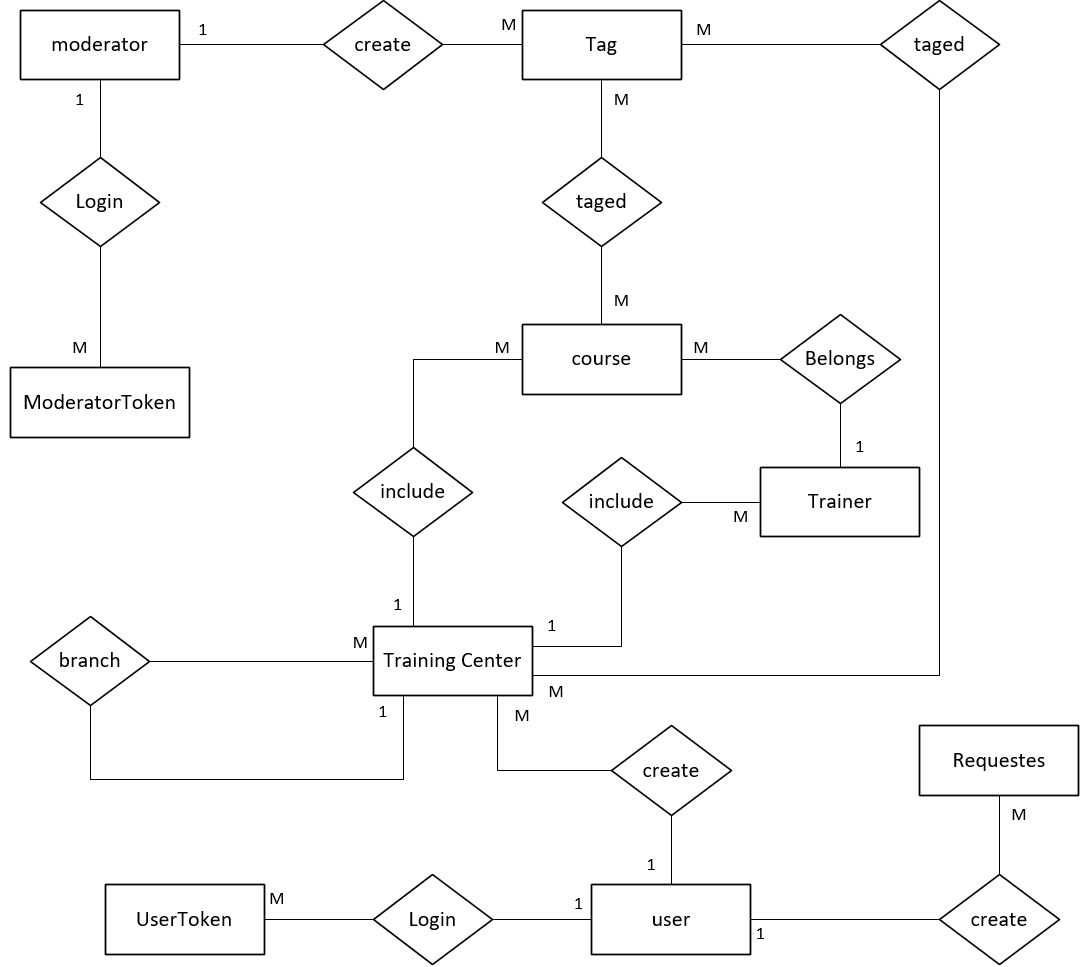 moderator
1
create
M
Tag
M
taged
1
M
Login
taged
M
M
ModeratorToken
M
course
M
Belongs
1
include
include
M
Trainer
1
1
branch
M
Training Center
M
1
M
create
Requestes
M
1
UserToken
M
Login
1
user
1
create